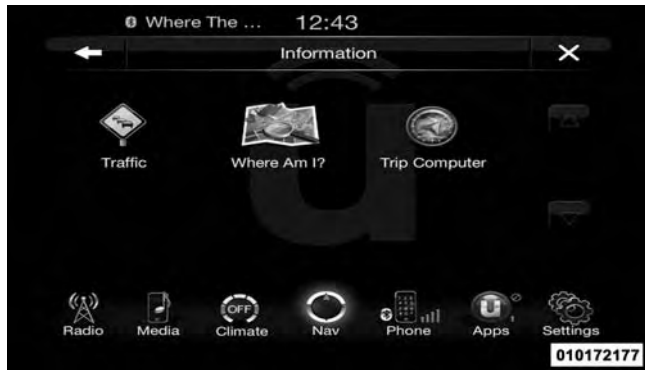 Where The ... 12:43
Information
Traffic Where Am I? Trip Computer
OFF
Radio Media Climate Nav Phone Apps Settings
010172177